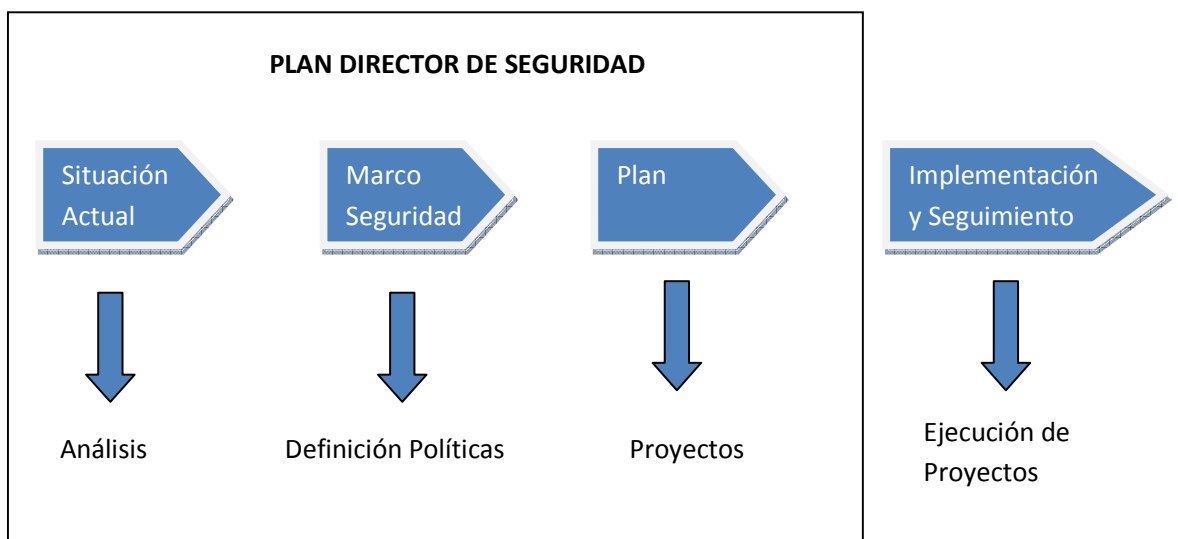 PLAN DIRECTOR DE SEGURIDAD
Situación
Actual
Marco
Seguridad
Plan
Implementación
y Seguimiento
Análisis
Definición Políticas
Proyectos
Ejecución de
Proyectos